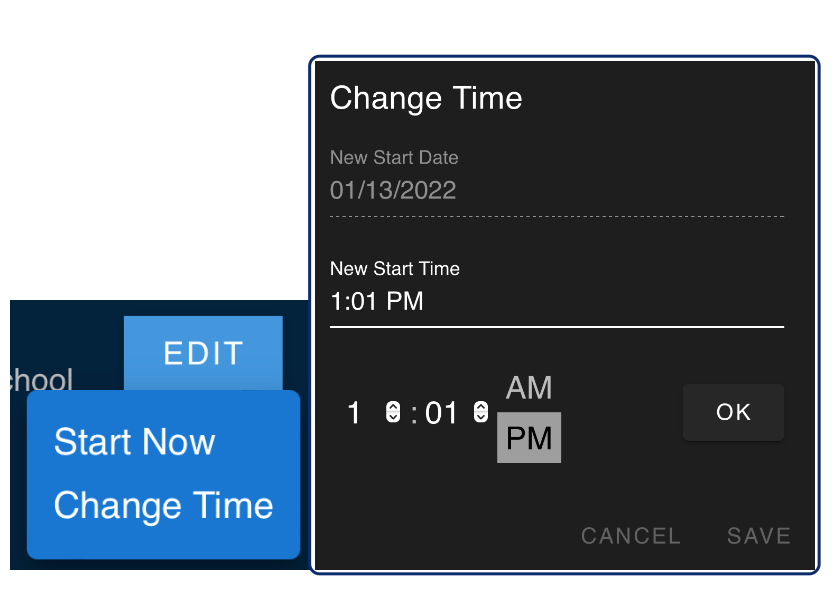 EDIT
chool
Start Now
Change Time
Change Time
New Start Date
01/13/2022
New Start Time
1:01 PM
1 : 01 AM
PM
OK
CANCEL SAVE